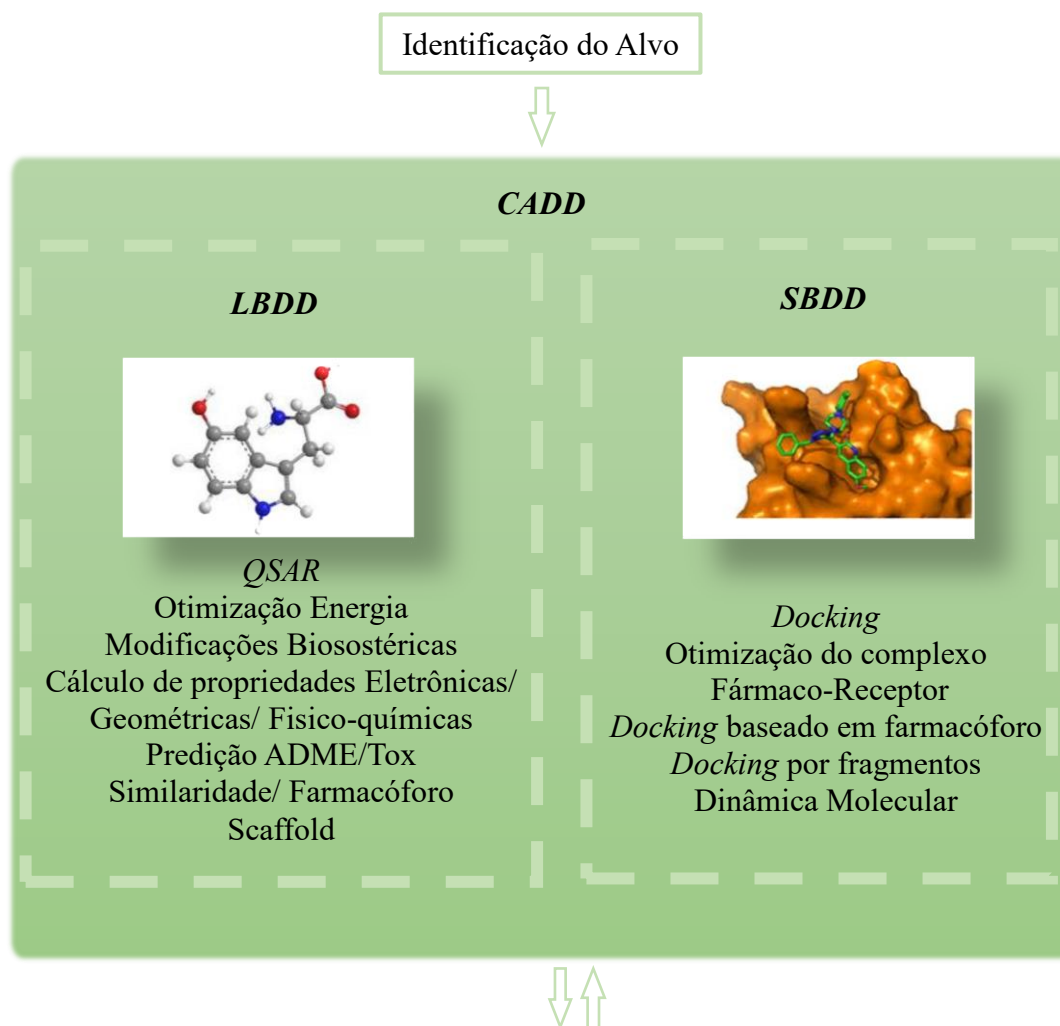 Identificação do Alvo
CADD
LBDD
QSAR
Otimização Energia
Modificações Biosostéricas
Cálculo de propriedades Eletrônicas/
Geométricas/ Fisico-químicas
Predição ADME/Tox
Similaridade/ Farmacóforo
Scaffold
SBDD
Docking
Otimização do complexo
Fármaco-Receptor
Docking baseado em farmacóforo
Docking por fragmentos
Dinâmica Molecular